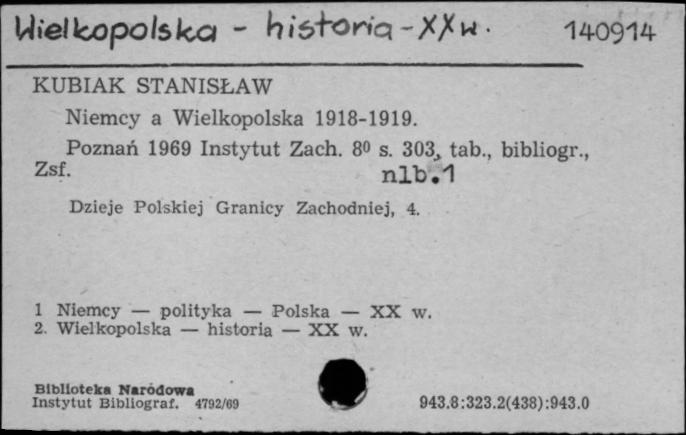 Wielkopolska - historia - XX w. 140914
KUBIAK STANISŁAW
Niemcy a Wielkopolska 1918-1919.
Poznań 1969 Instytut Zach. 8⁰ s. 303, tab., bibliogr.,
Zsf. nlb.1
Dzieje Polskiej Granicy Zachodniej, 4.
1 Niemcy — polityka — Polska — XX w.
2. Wielkopolska — historia — XX w.
Biblioteka Narodowa
Instytut Bibliograf. 4792/69 943.8:323.2(438):943.0